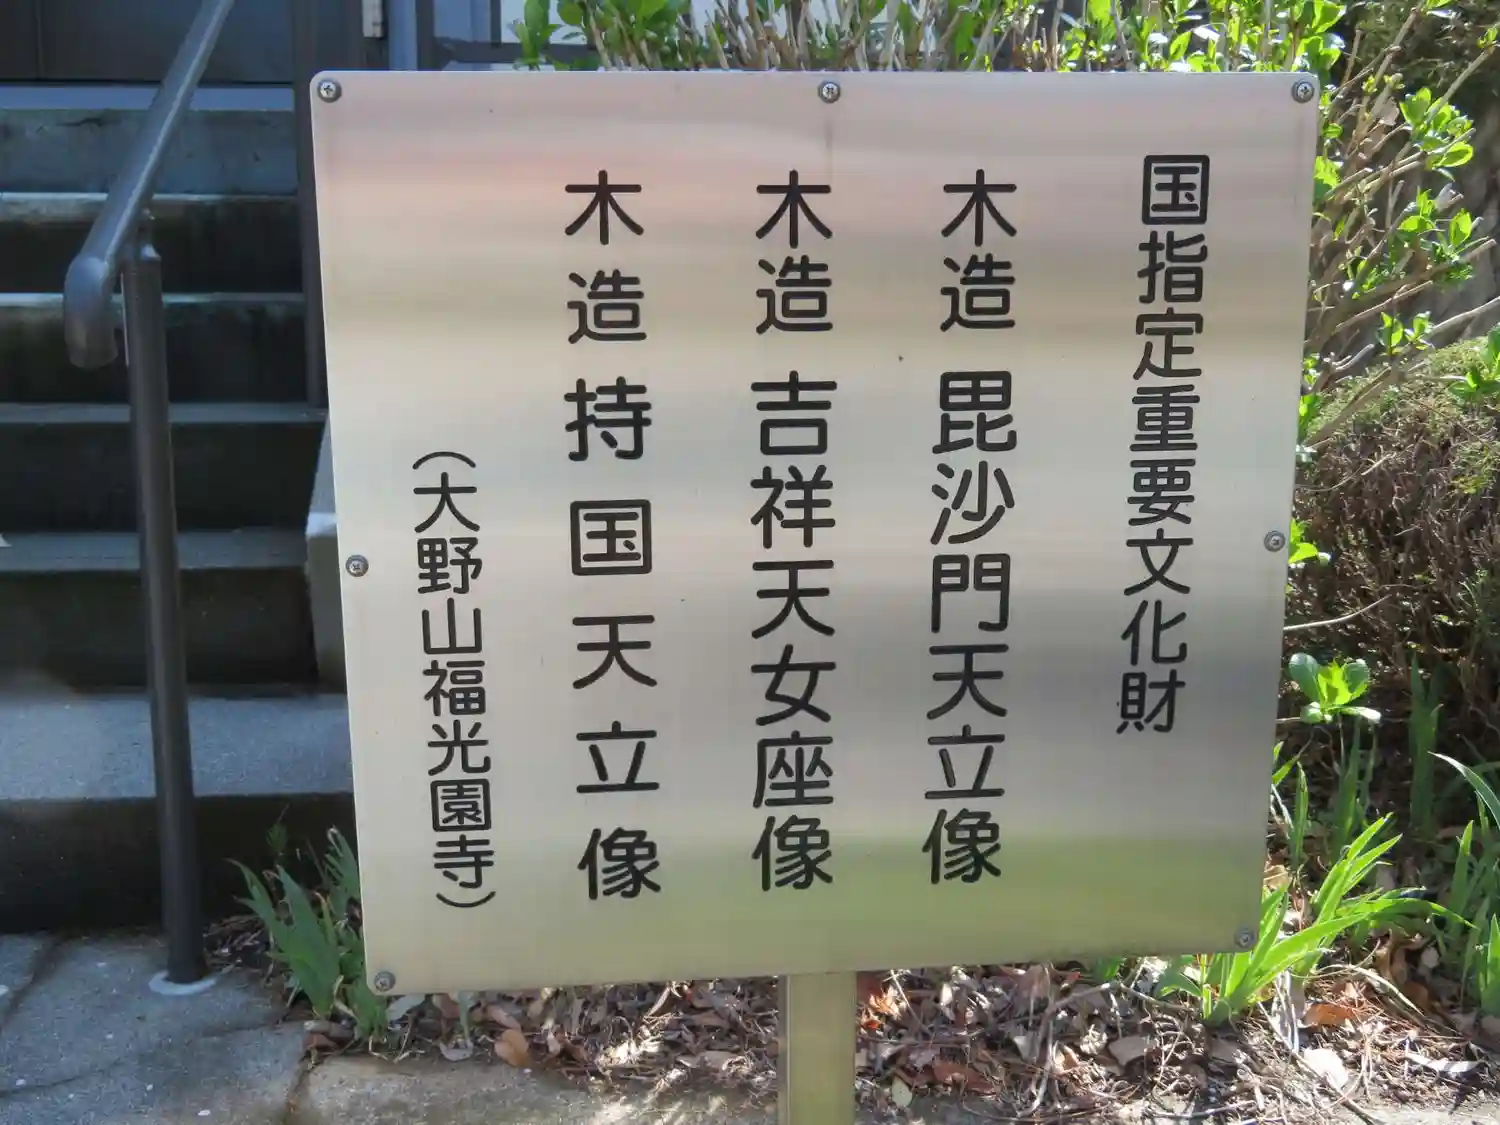 国指定重要文化財
木造 毘沙門天立像
木造 吉祥天女座像
木造 持国天立像
(大野山福光園寺)